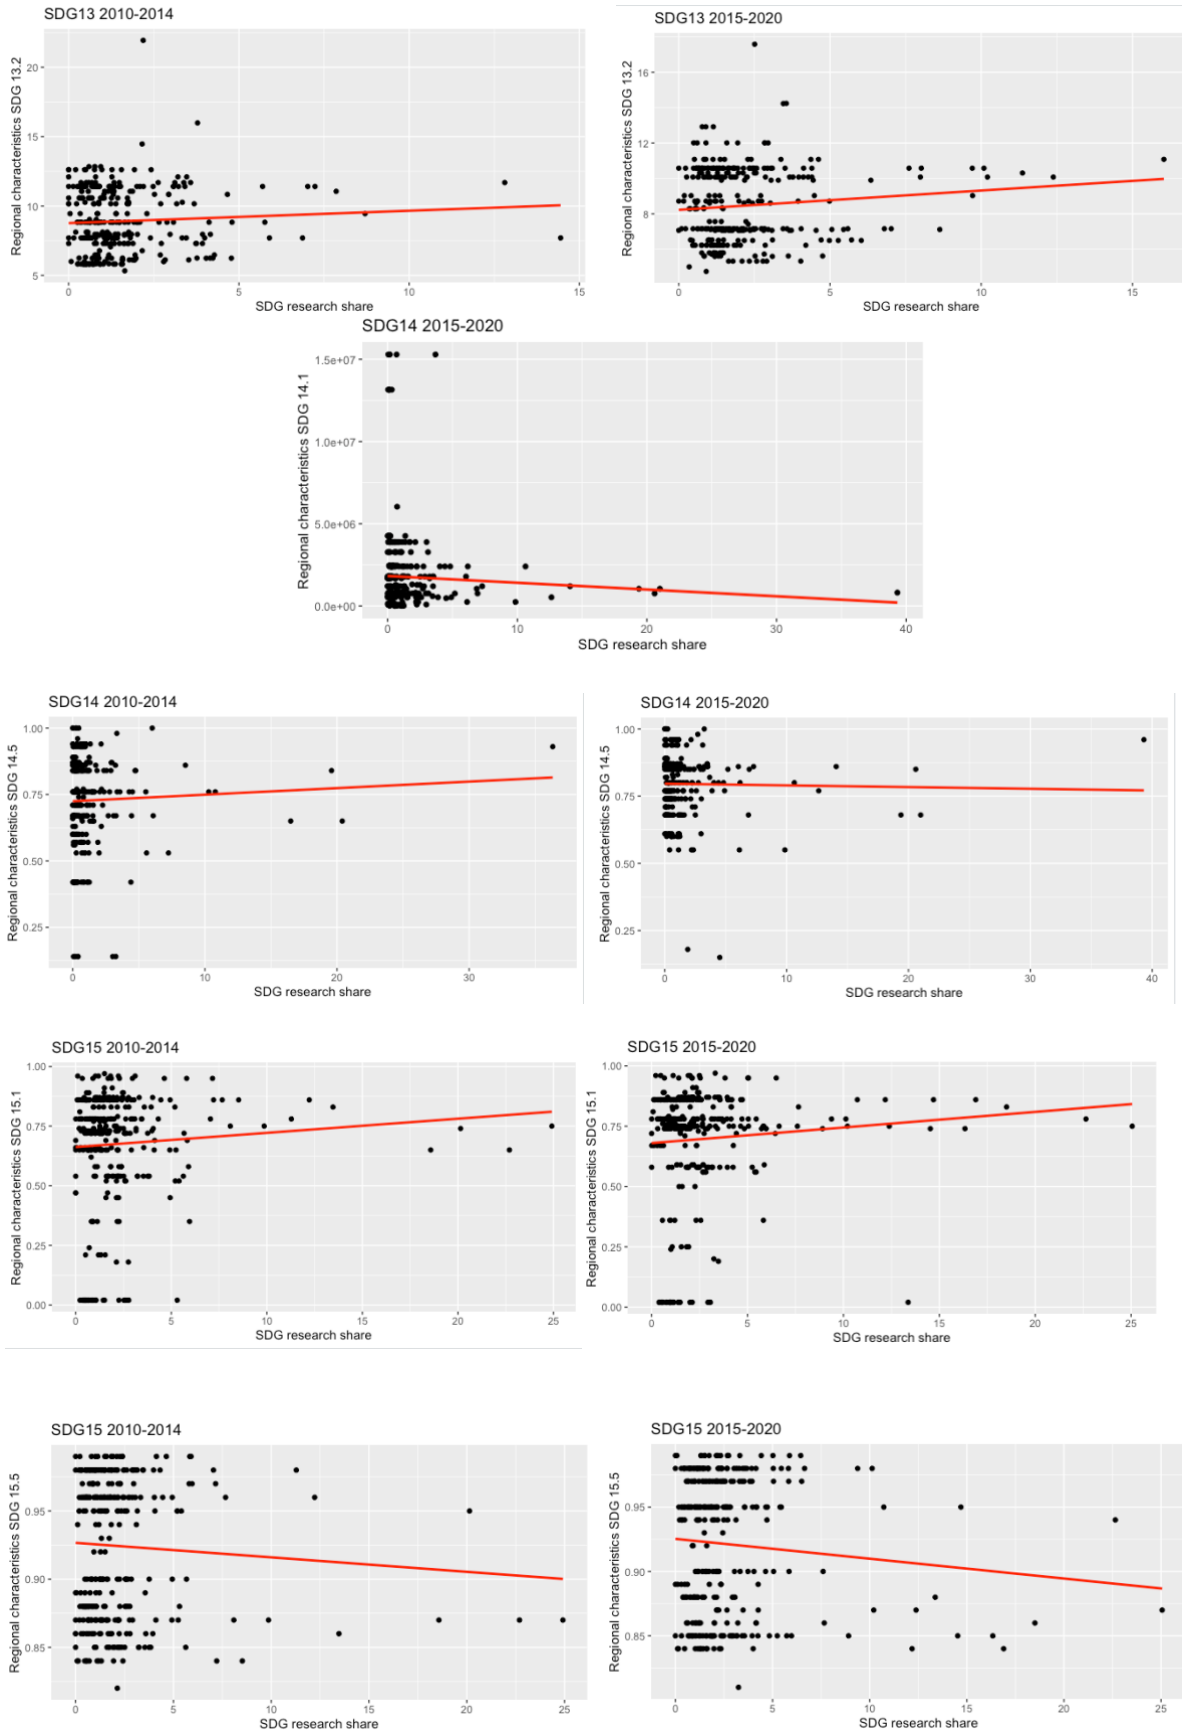 SDG13 2010-2014
Regional characteristics SDG 13.2
20
15
10
5
0
5
10
15
SDG research share
SDG13 2015-2020
Regional characteristics SDG 13.2
16
12
8
0
5
10
15
SDG research share
SDG14 2015-2020
Regional characteristics SDG 14.1
1.5e+07
1.0e+07
5.0e+06
0.0e+00
0
10
20
30
40
SDG research share
SDG14 2010-2014
Regional characteristics SDG 14.5
1.00
0.75
0.50
0.25
0
10
20
30
SDG research share
SDG14 2015-2020
Regional characteristics SDG 14.5
1.00
0.75
0.50
0.25
0
10
20
30
40
SDG research share
SDG15 2010-2014
Regional characteristics SDG 15.1
1.00
0.75
0.50
0.25
0.00
0
5
10
15
20
25
SDG research share
SDG15 2015-2020
Regional characteristics SDG 15.1
1.00
0.75
0.50
0.25
0.00
0
5
10
15
20
25
SDG research share
SDG15 2010-2014
Regional characteristics SDG 15.5
0.95
0.90
0.85
0
5
10
15
20
25
SDG research share
SDG15 2015-2020
Regional characteristics SDG 15.5
0.95
0.90
0.85
0
5
10
15
20
25
SDG research share